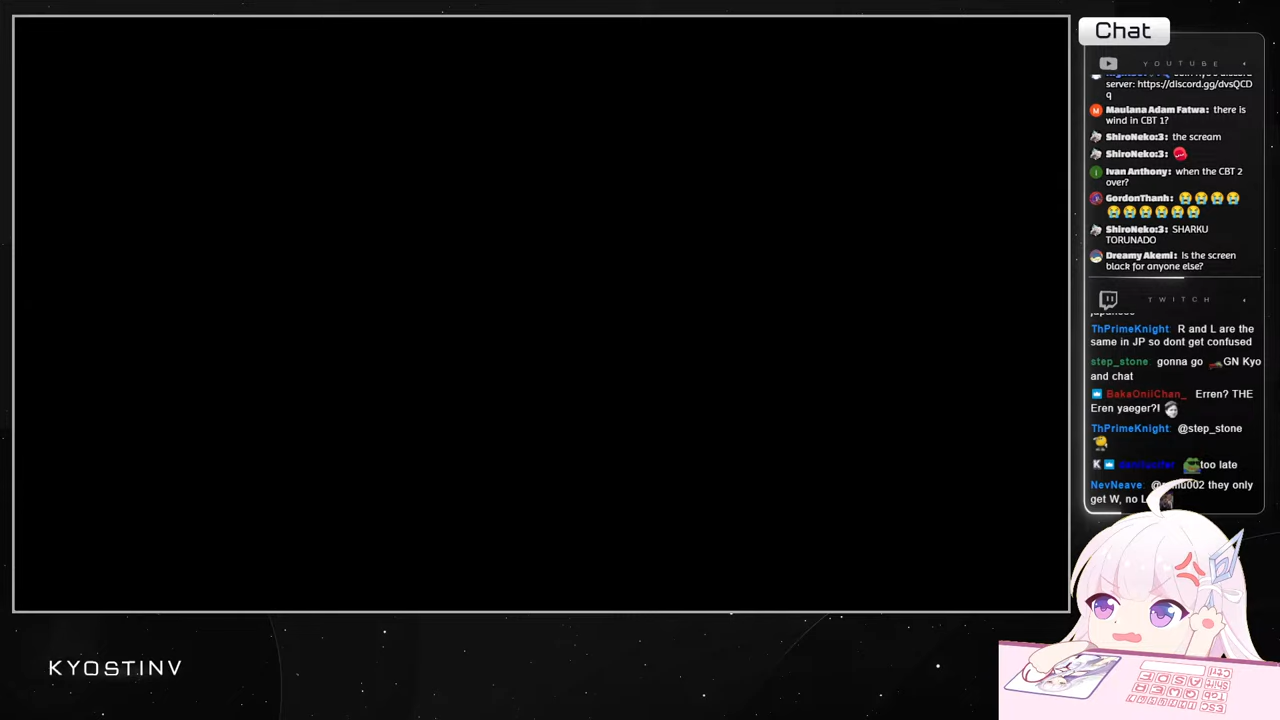 Chat
YOUTUBE
server: https://discord.gg/dvsQCD
q
Maulana Adam Fatwa: there is
wind in CBT 1?
ShiroNeko:3: the scream
ShiroNeko:3:
Ivan Anthony: when the CBT 2
over?
GordonThanh: 😭😭😭😭
😭😭😭😭😭😭
ShiroNeko:3: SHARKU
TORUNADO
Dreamy Akemi: Is the screen
black for anyone else?
TWITCH
ThPrimeKnight: R and L are the
same in JP so dont get confused
step_stone: gonna go GN Kyo
and chat
BakaOniiChan_ Erren? THE
Eren yaeger?!
ThPrimeKnight: @step_stone
K too late
NevNeave: they only
get W, no L
KYOSTINV
Ctrl
Shift A S D F
Tab Q W E R
ESC